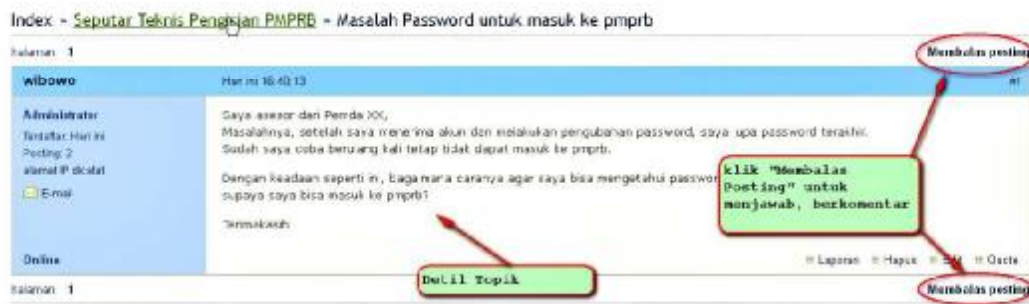 Index - Seputar Teknis Pengisian PMPRB - Masalah Password untuk masuk ke pmprb
Halaman 1
Membalas posting
wibowo
Hari ini 16:40:13
#1
Administrator
Terdaftar: Hari ini
Posting: 2
alamat IP dicatat
E-mail
Saya asesor dari Pemda XX,
Masalahnya, setelah saya menerima akun dan melakukan pengubahan password, saya lupa password terakhir.
Sudah saya coba berulang kali tetap tidak dapat masuk ke pmprb.
Dengan keadaan seperti ini, bagaimana caranya agar saya bisa mengetahui passwor
supaya saya bisa masuk ke pmprb?
Terimakasih
klik "Membalas
Posting" untuk
menjawab, berkomentar
Detil Topik
Online
Laporan Hapus Quote
Halaman 1
Membalas posting